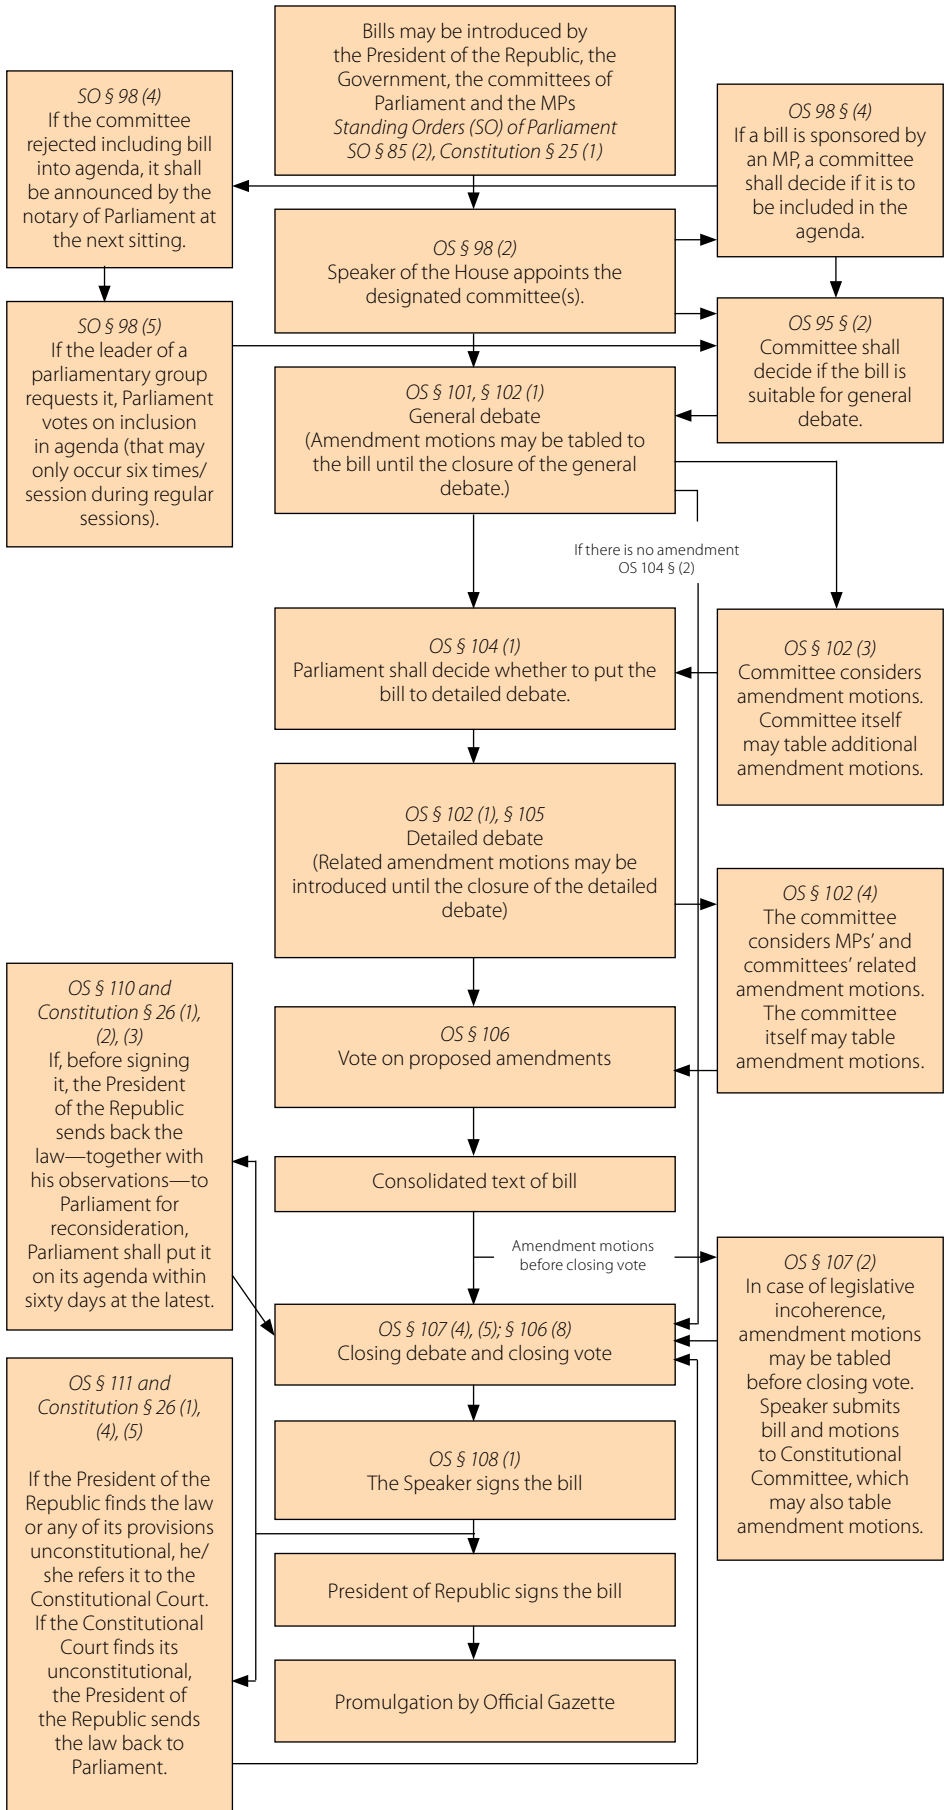 Bills may be introduced by
the President of the Republic, the
Government, the committees of
Parliament and the MPs
Standing Orders (SO) of Parliament
SO § 85 (2), Constitution § 25 (1)
SO § 98 (4)
If the committee
rejected including bill
into agenda, it shall
be announced by the
notary of Parliament at
the next sitting.
OS 98 § (4)
If a bill is sponsored by
an MP, a committee
shall decide if it is to
be included in the
agenda.
OS § 98 (2)
Speaker of the House appoints the
designated committee(s).
SO § 98 (5)
If the leader of a
parliamentary group
requests it, Parliament
votes on inclusion
in agenda (that may
only occur six times/
session during regular
sessions).
OS 95 § (2)
Committee shall
decide if the bill is
suitable for general
debate.
OS § 101, § 102 (1)
General debate
(Amendment motions may be tabled to
the bill until the closure of the general
debate.)
If there is no amendment
OS 104 § (2)
OS § 104 (1)
Parliament shall decide whether to put the
bill to detailed debate.
OS § 102 (3)
Committee considers
amendment motions.
Committee itself
may table additional
amendment motions.
OS § 102 (1), § 105
Detailed debate
(Related amendment motions may be
introduced until the closure of the detailed
debate)
OS § 102 (4)
The committee
considers MPs’ and
committees’ related
amendment motions.
The committee
itself may table
amendment motions.
OS § 110 and
Constitution § 26 (1),
(2), (3)
If, before signing
it, the President
of the Republic
sends back the
law—together with
his observations—to
Parliament for
reconsideration,
Parliament shall put it
on its agenda within
sixty days at the latest.
OS § 106
Vote on proposed amendments
Consolidated text of bill
Amendment motions
before closing vote
OS § 107 (2)
In case of legislative
incoherence,
amendment motions
may be tabled
before closing vote.
Speaker submits
bill and motions
to Constitutional
Committee, which
may also table
amendment motions.
OS § 107 (4), (5); § 106 (8)
Closing debate and closing vote
OS § 111 and
Constitution § 26 (1),
(4), (5)
If the President of the
Republic finds the law
or any of its provisions
unconstitutional, he/
she refers it to the
Constitutional Court.
If the Constitutional
Court finds its
unconstitutional,
the President of
the Republic sends
the law back to
Parliament.
OS § 108 (1)
The Speaker signs the bill
President of Republic signs the bill
Promulgation by Official Gazette